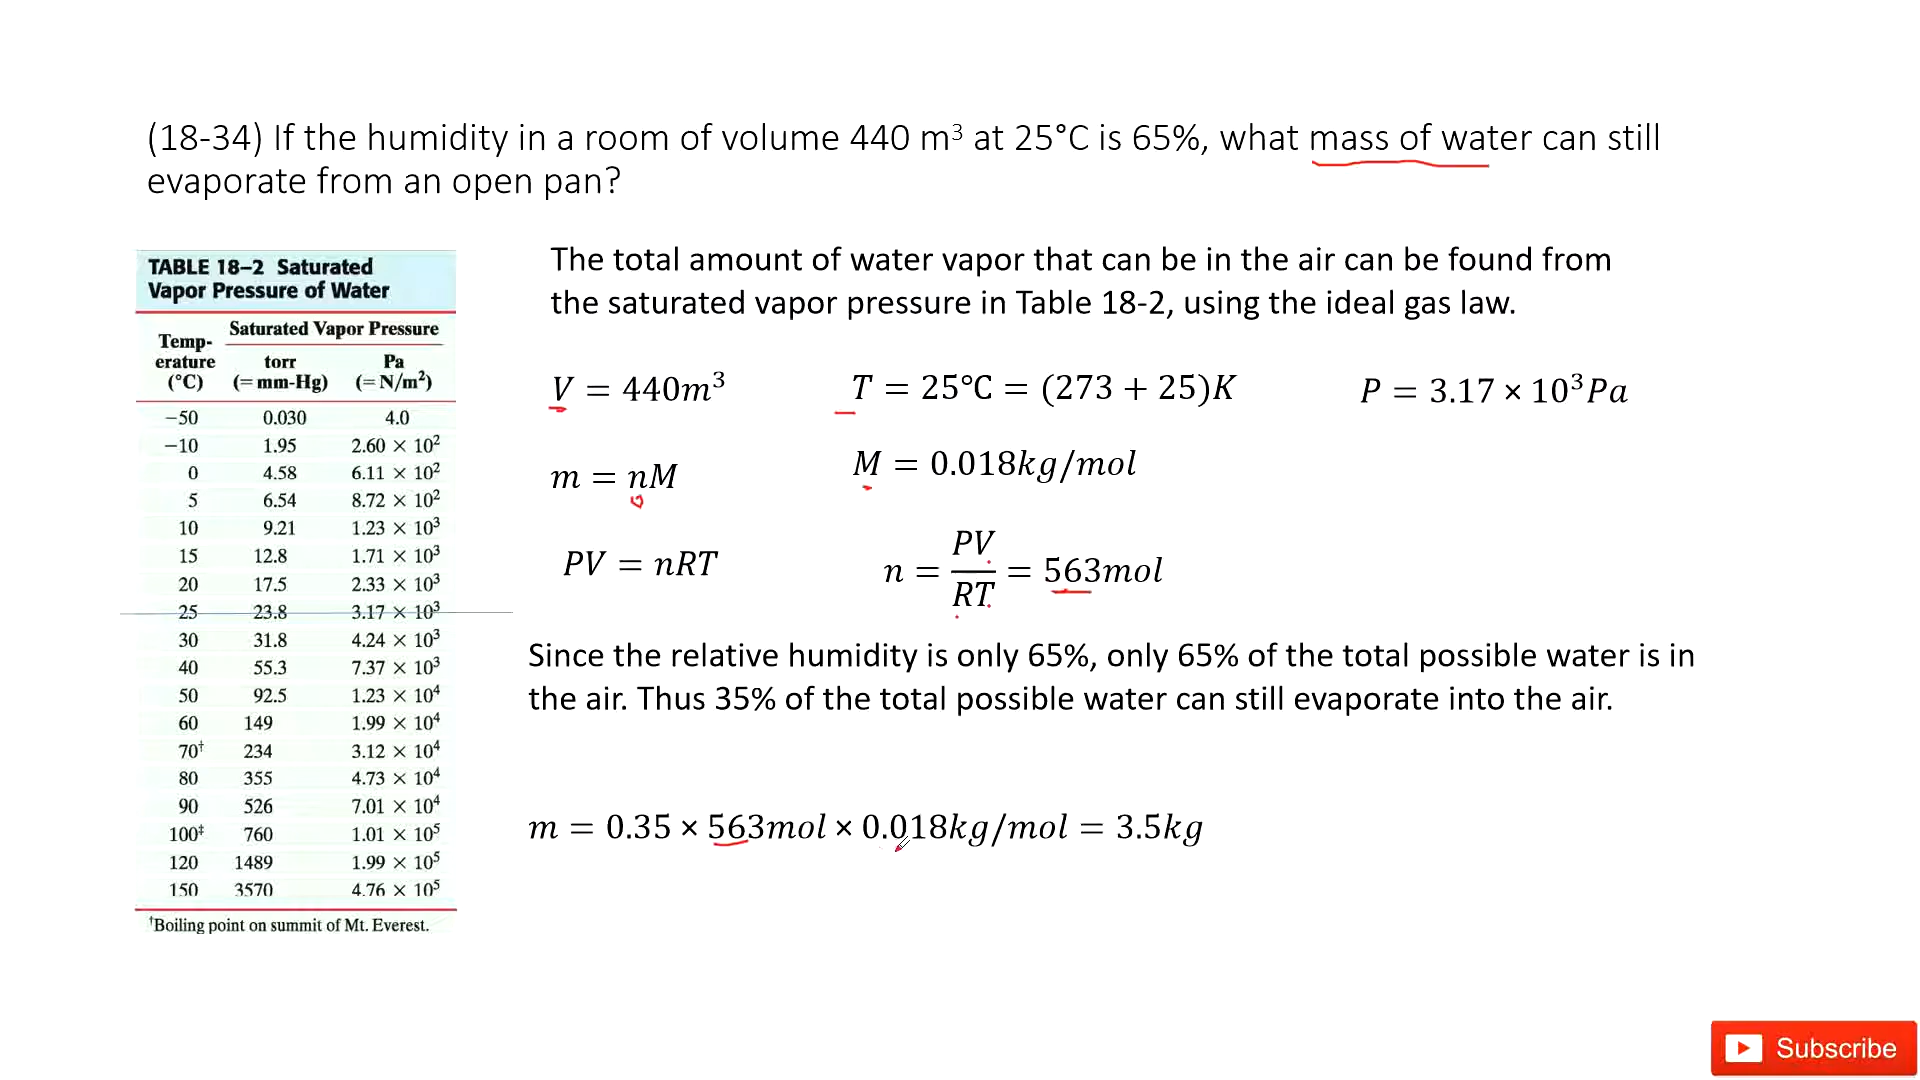 (18-34) If the humidity in a room of volume 440 m³ at 25°C is 65%, what mass of water can still
evaporate from an open pan?
TABLE 18–2 Saturated
Vapor Pressure of Water
Saturated Vapor Pressure
Temp-
erature
(°C)
torr
(= mm-Hg)
Pa
(= N/m²)
−50 0.030 4.0
−10 1.95 2.60 × 10²
0 4.58 6.11 × 10²
5 6.54 8.72 × 10²
10 9.21 1.23 × 10³
15 12.8 1.71 × 10³
20 17.5 2.33 × 10³
25 23.8 3.17 × 10³
30 31.8 4.24 × 10³
40 55.3 7.37 × 10³
50 92.5 1.23 × 10⁴
60 149 1.99 × 10⁴
70† 234 3.12 × 10⁴
80 355 4.73 × 10⁴
90 526 7.01 × 10⁴
100‡ 760 1.01 × 10⁵
120 1489 1.99 × 10⁵
150 3570 4.76 × 10⁵
†Boiling point on summit of Mt. Everest.
The total amount of water vapor that can be in the air can be found from
the saturated vapor pressure in Table 18-2, using the ideal gas law.
V = 440m³ T = 25℃ = (273 + 25)K P = 3.17 × 10³Pa
m = nM M = 0.018kg/mol
PV = nRT n = PV/RT = 563mol
Since the relative humidity is only 65%, only 65% of the total possible water is in
the air. Thus 35% of the total possible water can still evaporate into the air.
m = 0.35 × 563mol × 0.018kg/mol = 3.5kg
Subscribe